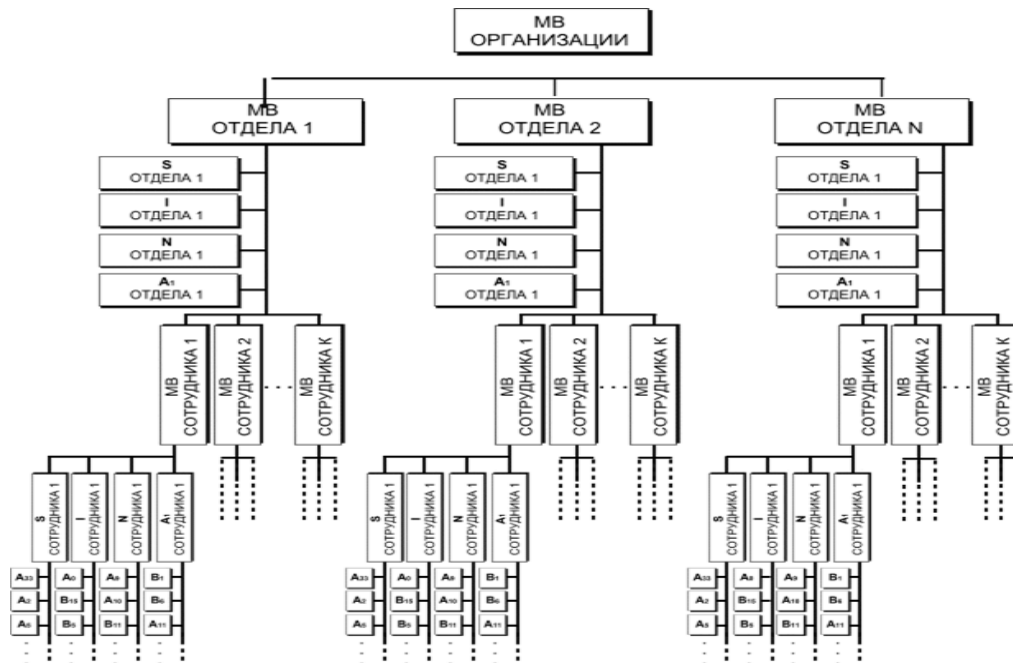 МВ
ОРГАНИЗАЦИИ
МВ
ОТДЕЛА 1
МВ
ОТДЕЛА 2
МВ
ОТДЕЛА N
S
ОТДЕЛА 1
S
ОТДЕЛА 1
S
ОТДЕЛА 1
I
ОТДЕЛА 1
I
ОТДЕЛА 1
I
ОТДЕЛА 1
N
ОТДЕЛА 1
N
ОТДЕЛА 1
N
ОТДЕЛА 1
A1
ОТДЕЛА 1
A1
ОТДЕЛА 1
A1
ОТДЕЛА 1
МВ
СОТРУДНИКА 1
МВ
СОТРУДНИКА 2
. . . .
МВ
СОТРУДНИКА K
МВ
СОТРУДНИКА 1
МВ
СОТРУДНИКА 2
. . . .
МВ
СОТРУДНИКА K
МВ
СОТРУДНИКА 1
МВ
СОТРУДНИКА 2
. . . .
МВ
СОТРУДНИКА K
S
СОТРУДНИКА 1
I
СОТРУДНИКА 1
N
СОТРУДНИКА 1
A1
СОТРУДНИКА 1
S
СОТРУДНИКА 1
I
СОТРУДНИКА 1
N
СОТРУДНИКА 1
A1
СОТРУДНИКА 1
S
СОТРУДНИКА 1
I
СОТРУДНИКА 1
N
СОТРУДНИКА 1
A1
СОТРУДНИКА 1
A33 A0 A9 B1
A2 B15 A10 B6
A5 B5 B11 A11
A33 A0 A9 B1
A2 B15 A10 B6
A5 B5 B11 A11
A33 A8 A9 B1
A2 B15 A18
A5 B5 B11 A11